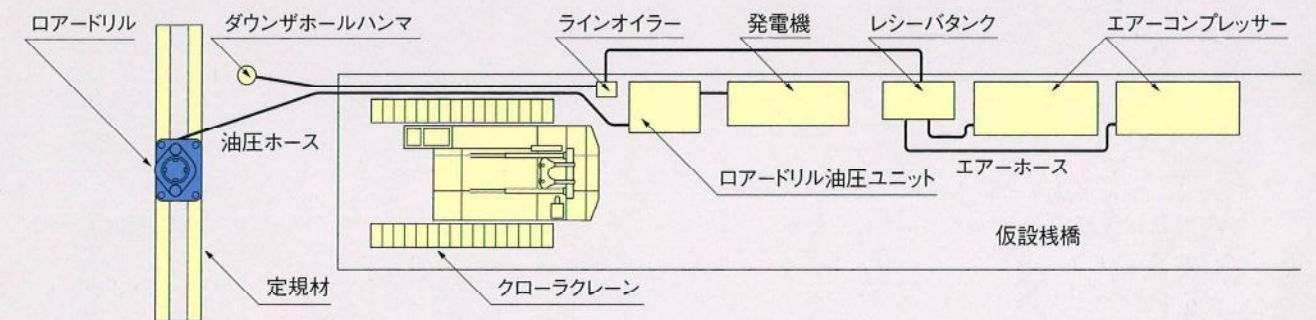 ロアードリル
ダウンザホールハンマ
ラインオイラー
発電機
レシーバタンク
エアーコンプレッサー
油圧ホース
エアーホース
ロアードリル油圧ユニット
仮設桟橋
定規材
クローラクレーン